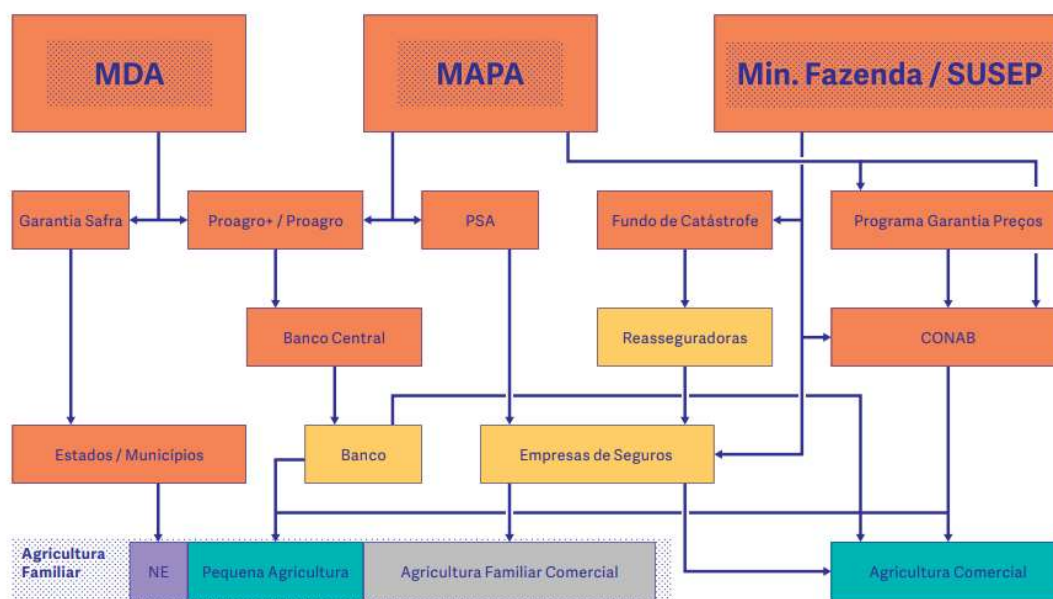 MDA
MAPA
Min. Fazenda / SUSEP
Garantia Safra
Proagro+ / Proagro
PSA
Fundo de Catástrofe
Programa Garantia Preços
Banco Central
Reasseguradoras
CONAB
Estados / Municípios
Banco
Empresas de Seguros
Agricultura
Familiar
NE
Pequena Agricultura
Agricultura Familiar Comercial
Agricultura Comercial